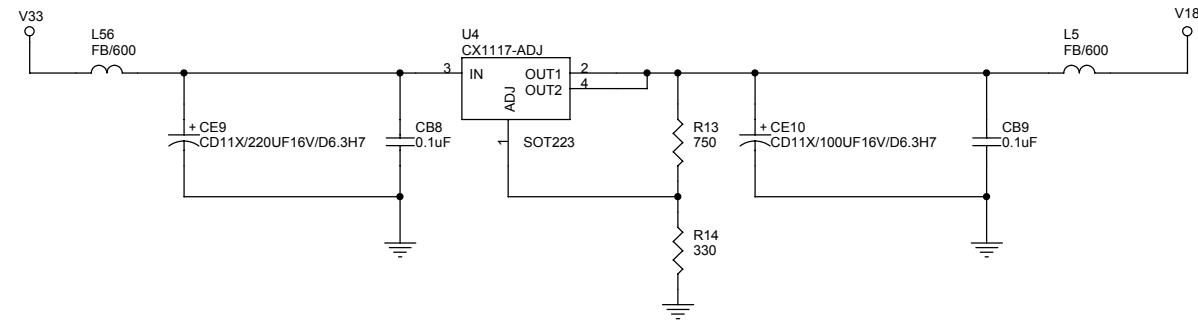 V33
L56
FB/600
U4
CX1117-ADJ
3
IN
OUT1
2
OUT2
4
ADJ
1
SOT223
L5
FB/600
V18
+ CE9
CD11X/220UF16V/D6.3H7
CB8
0.1uF
R13
750
+ CE10
CD11X/100UF16V/D6.3H7
CB9
0.1uF
R14
330